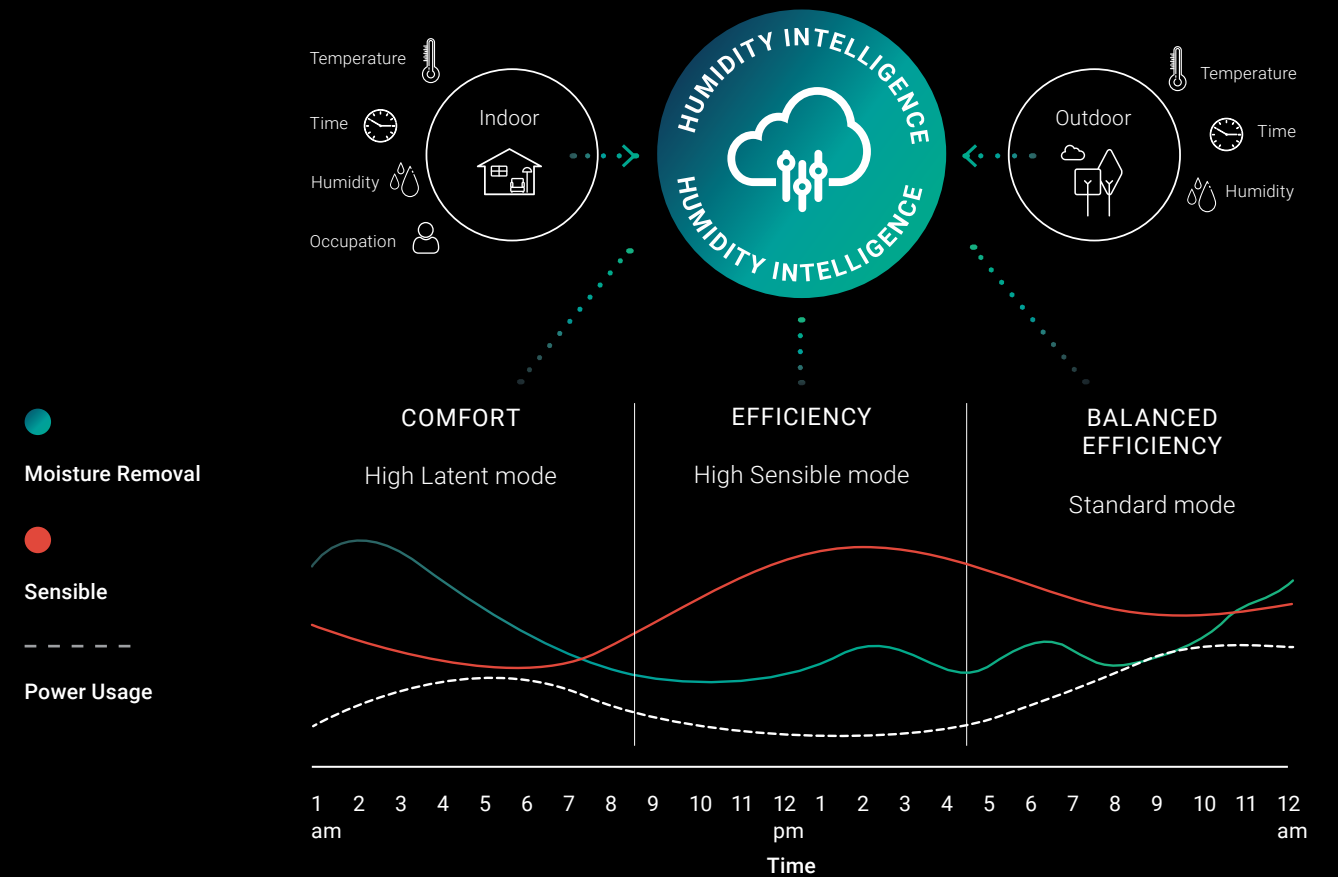 HUMIDITY INTELLIGENCE
HUMIDITY INTELLIGENCE
Temperature
Time
Humidity
Occupation
Indoor
Outdoor
Temperature
Time
Humidity
Moisture Removal
Sensible
Power Usage
COMFORT
High Latent mode
EFFICIENCY
High Sensible mode
BALANCED
EFFICIENCY
Standard mode
1 2 3 4 5 6 7 8 9 10 11 12 1 2 3 4 5 6 7 8 9 10 11 12
am pm am
Time